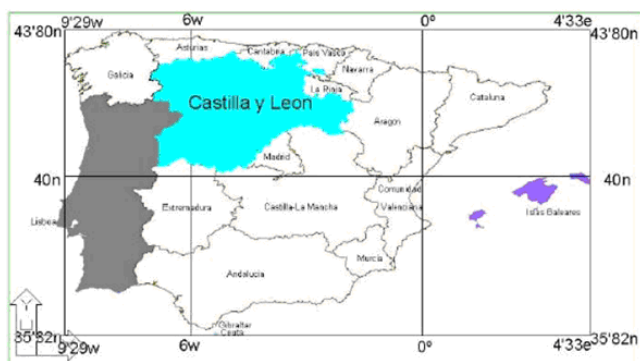 9'29w 6w 0° 4'33e
43'80n 43'80n
Asturias Cantabria Pais Vasco
Galicia Navarra
La Rioja Cataluna
Castilla y Leon
Aragon
Madrid
40n 40n
Comunidad
Extremadura Castilla-La Mancha Valenciana
Lisboa Islas Baleares
Murcia
Andalucia
Gibraltar
Ceuta
35'82n 35'82n
9'29w 6w 0° 4'33e